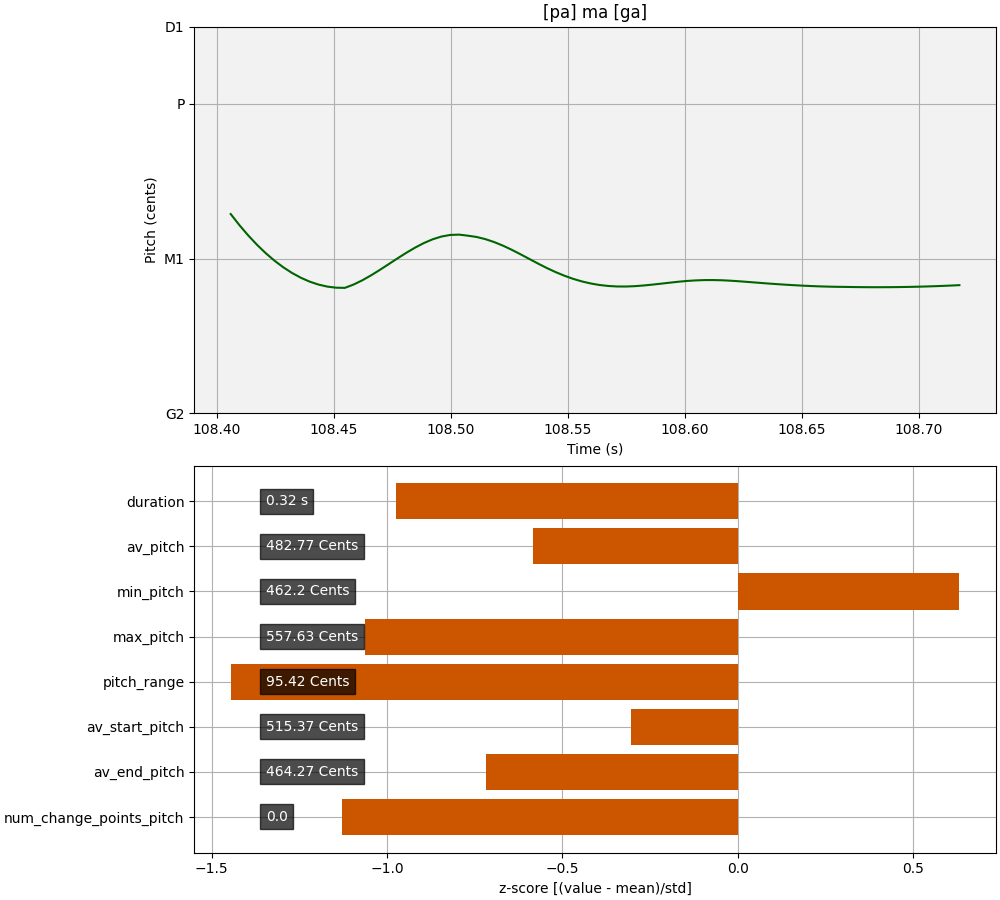 [pa] ma [ga]
D1
P
M1
G2
Pitch (cents)
108.40 108.45 108.50 108.55 108.60 108.65 108.70
Time (s)
duration 0.32 s
av_pitch 482.77 Cents
min_pitch 462.2 Cents
max_pitch 557.63 Cents
pitch_range 95.42 Cents
av_start_pitch 515.37 Cents
av_end_pitch 464.27 Cents
num_change_points_pitch 0.0
−1.5 −1.0 −0.5 0.0 0.5
z-score [(value - mean)/std]